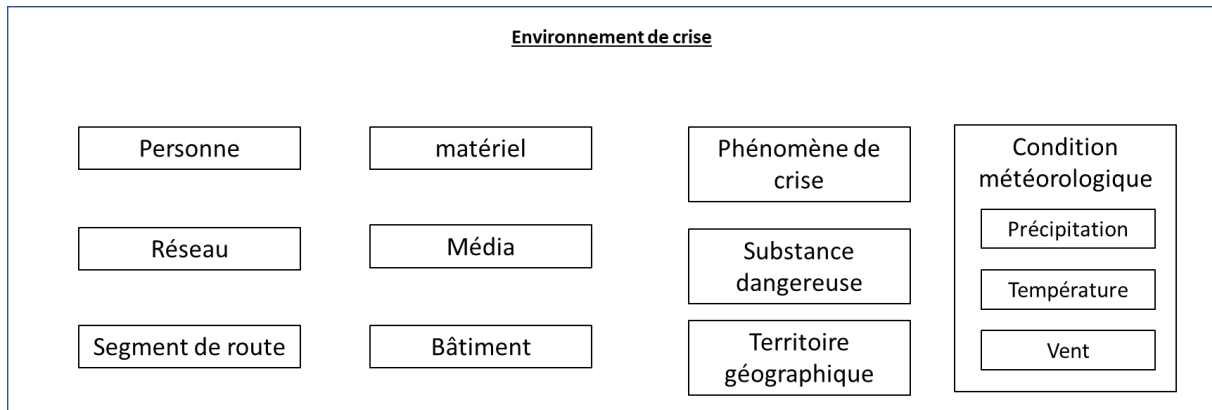 Environnement de crise
Personne
matériel
Phénomène de
crise
Condition
météorologique
Précipitation
Température
Vent
Réseau
Média
Substance
dangereuse
Segment de route
Bâtiment
Territoire
géographique